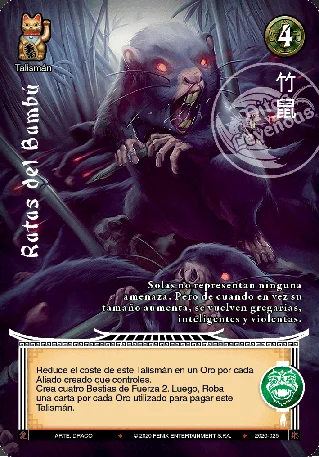 4
Talismán
竹
鼠
Ratas del Bambú
Solas no representan ninguna
amenaza. Pero de cuando en vez su
tamaño aumenta, se vuelven gregarias,
inteligentes y violentas.
Reduce el coste de este Talismán en un Oro por cada
Aliado creado que controles.
Crea cuatro Bestias de Fuerza 2. Luego, Roba
una carta por cada Oro utilizado para pagar este
Talismán.
ARTE: DRACO
©2020 FENIX ENTERTAINMENT S.P.A.